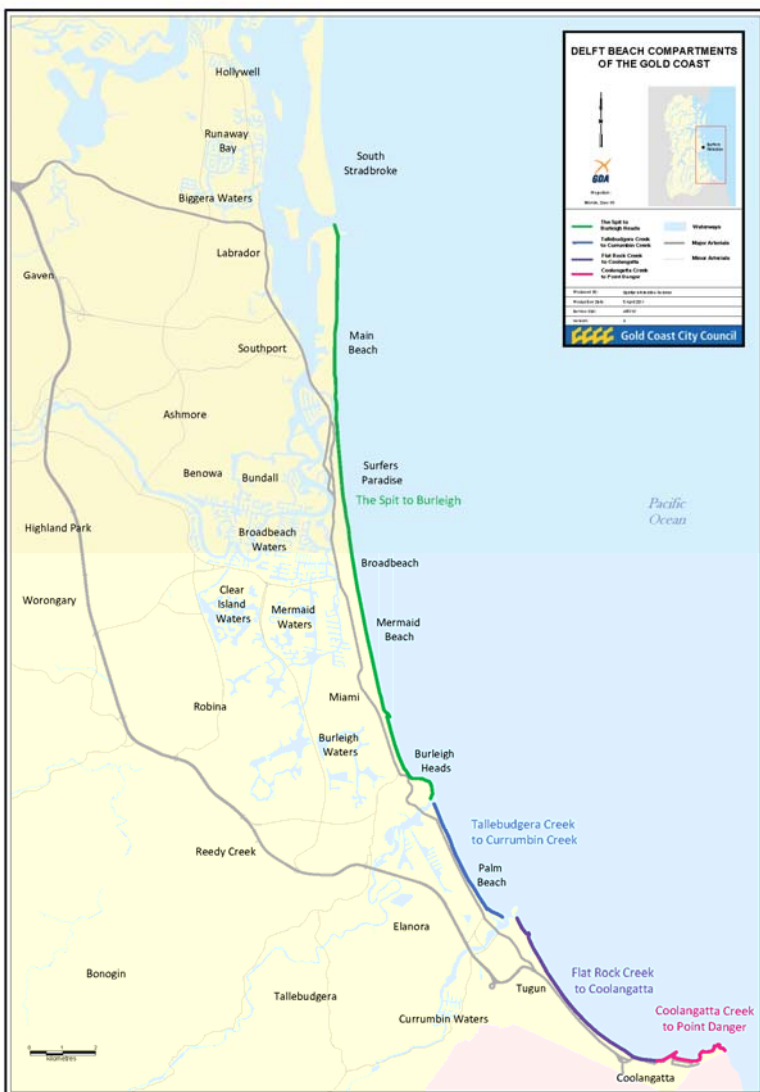 DELFT BEACH COMPARTMENTS
OF THE GOLD COAST
GDA
The Spit to
Burleigh Heads
Tallebudgera Creek
to Currumbin Creek
Flat Rock Creek
to Coolangatta
Coolangatta Creek
to Point Danger
Waterways
Major Arterials
Minor Arterials
Gold Coast City Council
Hollywell
Runaway
Bay
South
Stradbroke
Biggera Waters
Labrador
Gaven
Southport
Main
Beach
Ashmore
Benowa
Bundall
Surfers
Paradise
The Spit to Burleigh
Pacific
Ocean
Highland Park
Broadbeach
Waters
Broadbeach
Worongary
Clear
Island
Waters
Mermaid
Waters
Mermaid
Beach
Robina
Miami
Burleigh
Waters
Burleigh
Heads
Tallebudgera Creek
to Currumbin Creek
Reedy Creek
Palm
Beach
Elanora
Bonogin
Tallebudgera
Tugun
Flat Rock Creek
to Coolangatta
Currumbin Waters
Coolangatta Creek
to Point Danger
0 1 2
kilometres
Coolangatta